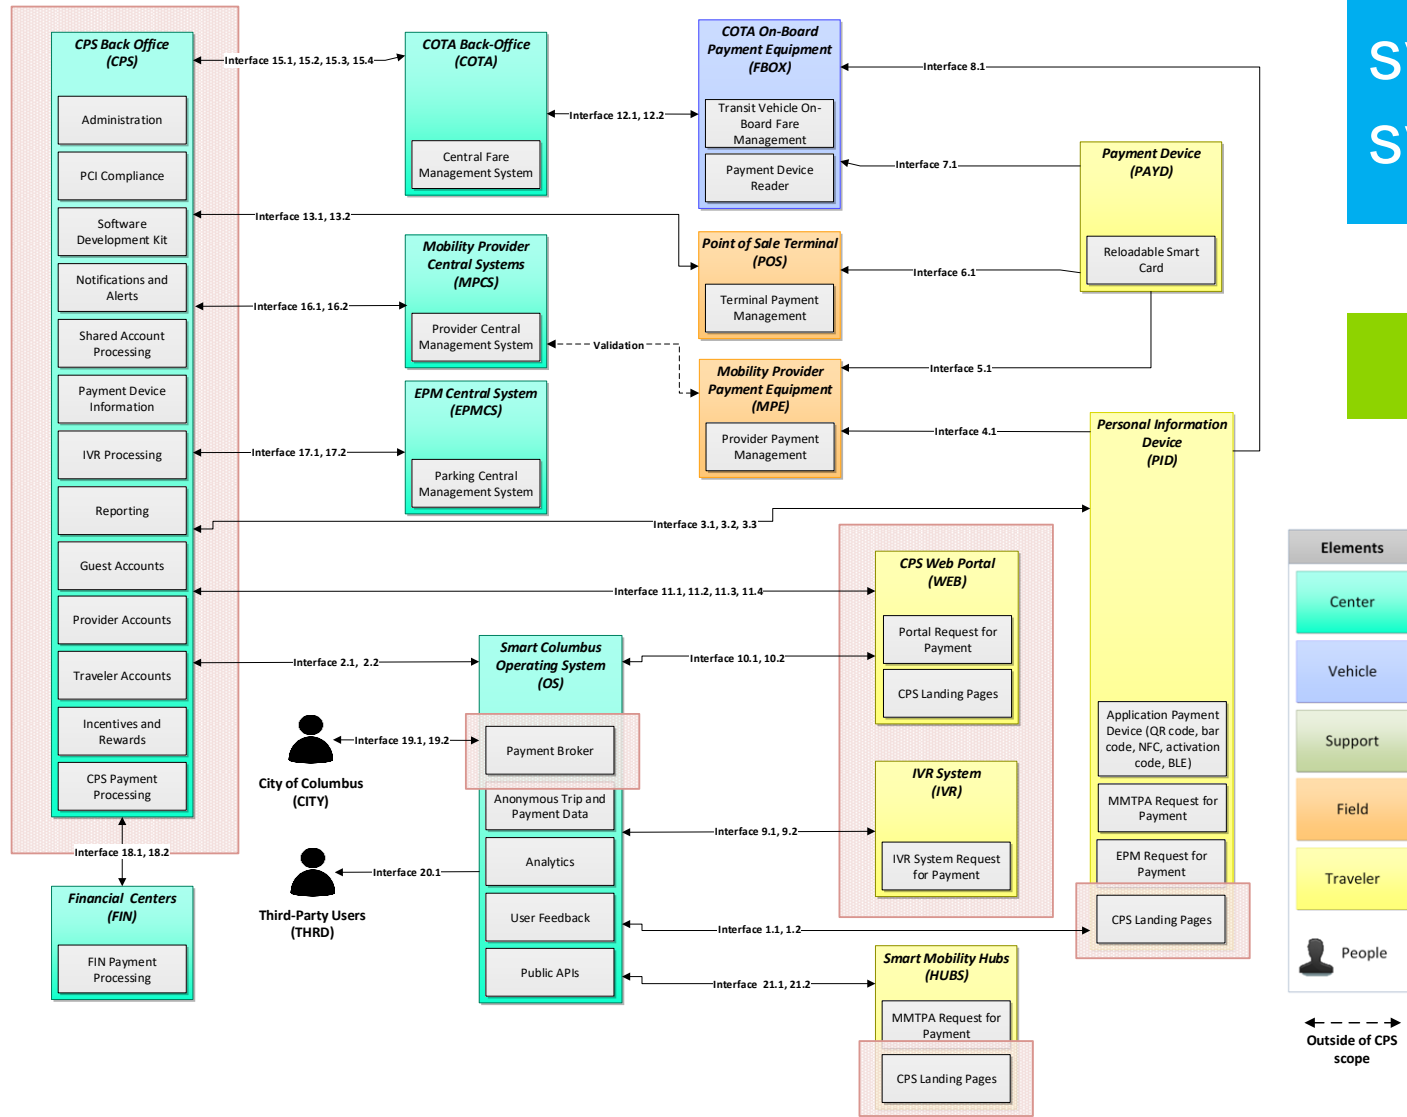 CPS Back Office
(CPS)
Administration
PCI Compliance
Software
Development Kit
Notifications and
Alerts
Shared Account
Processing
Payment Device
Information
IVR Processing
Reporting
Guest Accounts
Provider Accounts
Traveler Accounts
Incentives and
Rewards
CPS Payment
Processing
Interface 18.1, 18.2
Financial Centers
(FIN)
FIN Payment
Processing
Interface 15.1, 15.2, 15.3, 15.4
COTA Back-Office
(COTA)
Central Fare
Management System
Interface 12.1, 12.2
COTA On-Board
Payment Equipment
(FBOX)
Transit Vehicle On-
Board Fare
Management
Payment Device
Reader
Interface 8.1
Interface 7.1
Payment Device
(PAYD)
Reloadable Smart
Card
Interface 13.1, 13.2
Mobility Provider
Central Systems
(MPCS)
Provider Central
Management System
Interface 16.1, 16.2
Point of Sale Terminal
(POS)
Terminal Payment
Management
Interface 6.1
Validation
Mobility Provider
Payment Equipment
(MPE)
Provider Payment
Management
Interface 5.1
Interface 4.1
EPM Central System
(EPMCS)
Parking Central
Management System
Interface 17.1, 17.2
Personal Information
Device
(PID)
Application Payment
Device (QR code, bar
code, NFC, activation
code, BLE)
MMTPA Request for
Payment
EPM Request for
Payment
CPS Landing Pages
Interface 3.1, 3.2, 3.3
Interface 11.1, 11.2, 11.3, 11.4
CPS Web Portal
(WEB)
Portal Request for
Payment
CPS Landing Pages
Interface 2.1, 2.2
Smart Columbus
Operating System
(OS)
Payment Broker
Anonymous Trip and
Payment Data
Analytics
User Feedback
Public APIs
Interface 10.1, 10.2
Interface 19.1, 19.2
City of Columbus
(CITY)
Interface 20.1
Third-Party Users
(THRD)
IVR System
(IVR)
IVR System Request
for Payment
Interface 9.1, 9.2
Interface 1.1, 1.2
Interface 21.1, 21.2
Smart Mobility Hubs
(HUBS)
MMTPA Request for
Payment
CPS Landing Pages
Elements
Center
Vehicle
Support
Field
Traveler
People
Outside of CPS
scope